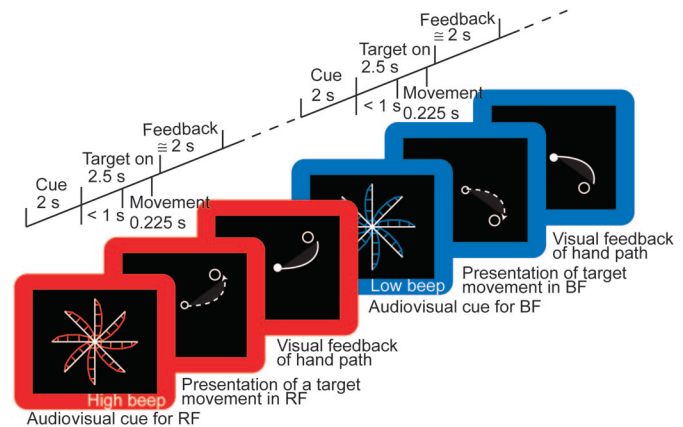 Feedback
≅ 2 s
Target on
2.5 s
Cue
2 s
< 1 s
Movement
0.225 s
Feedback
≅ 2 s
Target on
2.5 s
Cue
2 s
< 1 s
Movement
0.225 s
Visual feedback
of hand path
Low beep
Presentation of target
movement in BF
Audiovisual cue for BF
Visual feedback
of hand path
Presentation of a target
movement in RF
High beep
Audiovisual cue for RF